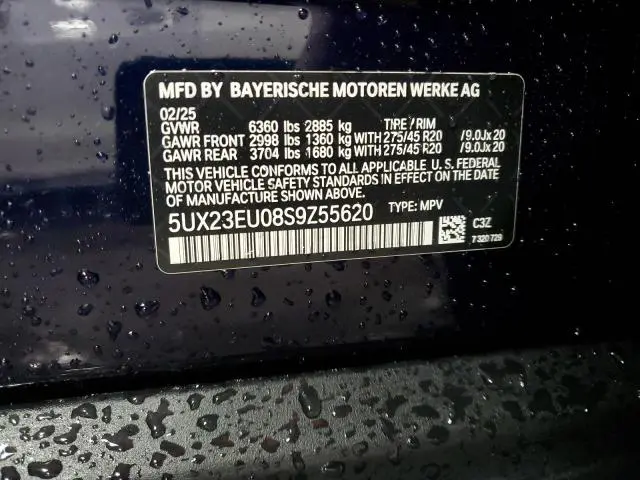 MFD BY BAYERISCHE MOTOREN WERKE AG
02/25
GVWR 6360 lbs 2885 kg TIRE / RIM
GAWR FRONT 2998 lbs 1360 kg WITH 275/45 R20 /9.0Jx20
GAWR REAR 3704 lbs 1680 kg WITH 275/45 R20 /9.0Jx20
THIS VEHICLE CONFORMS TO ALL APPLICABLE U. S. FEDERAL
MOTOR VEHICLE SAFETY STANDARDS IN EFFECT ON THE DATE
OF MANUFACTURE SHOWN ABOVE.
5UX23EU08S9Z55620 TYPE: MPV
C3Z
7 320 729